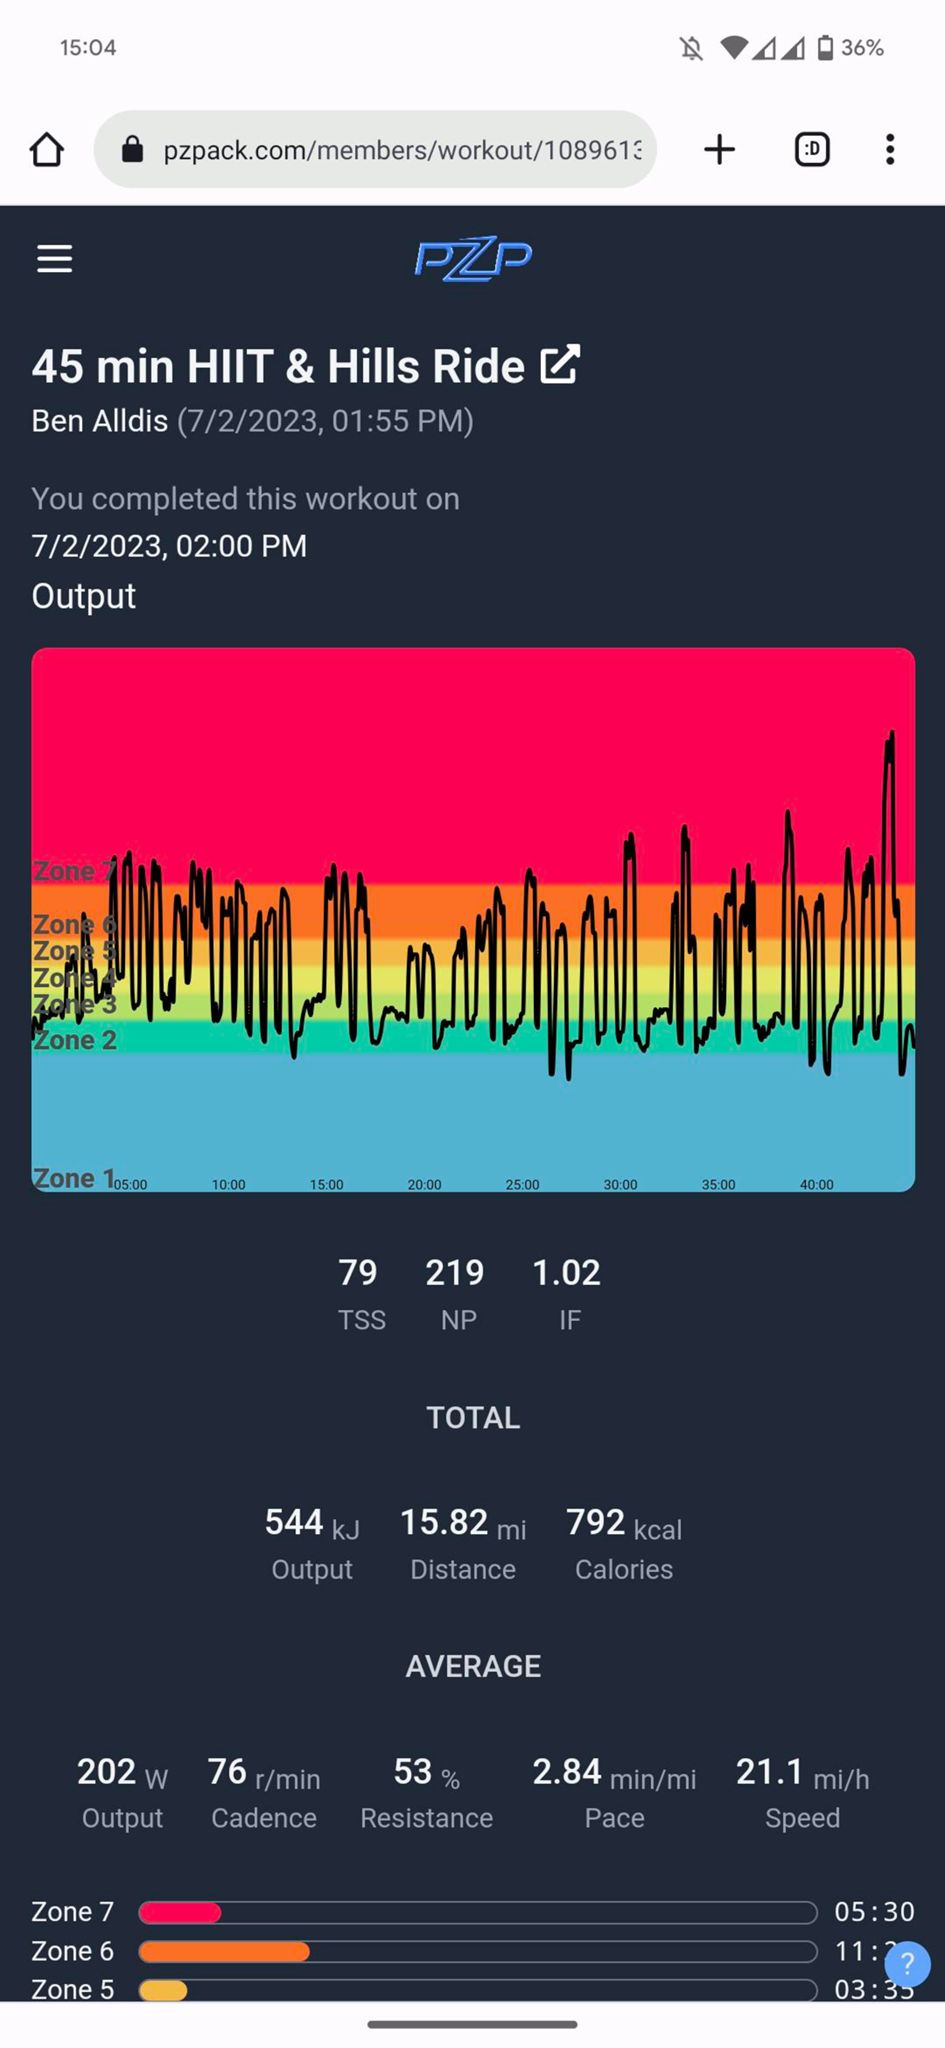 15:04
36%
:D
pzpack.com/members/workout/1089613
PZP
45 min HIIT & Hills Ride
Ben Alldis (7/2/2023, 01:55 PM)
You completed this workout on
7/2/2023, 02:00 PM
Output
Zone 7
Zone 6
Zone 5
Zone 4
Zone 3
Zone 2
Zone 1
05:00 10:00 15:00 20:00 25:00 30:00 35:00 40:00
79 219 1.02
TSS NP IF
TOTAL
544 kJ 15.82 mi 792 kcal
Output Distance Calories
AVERAGE
202 W 76 r/min 53 % 2.84 min/mi 21.1 mi/h
Output Cadence Resistance Pace Speed
Zone 7 05:30
Zone 6 11:
?
Zone 5 03:35